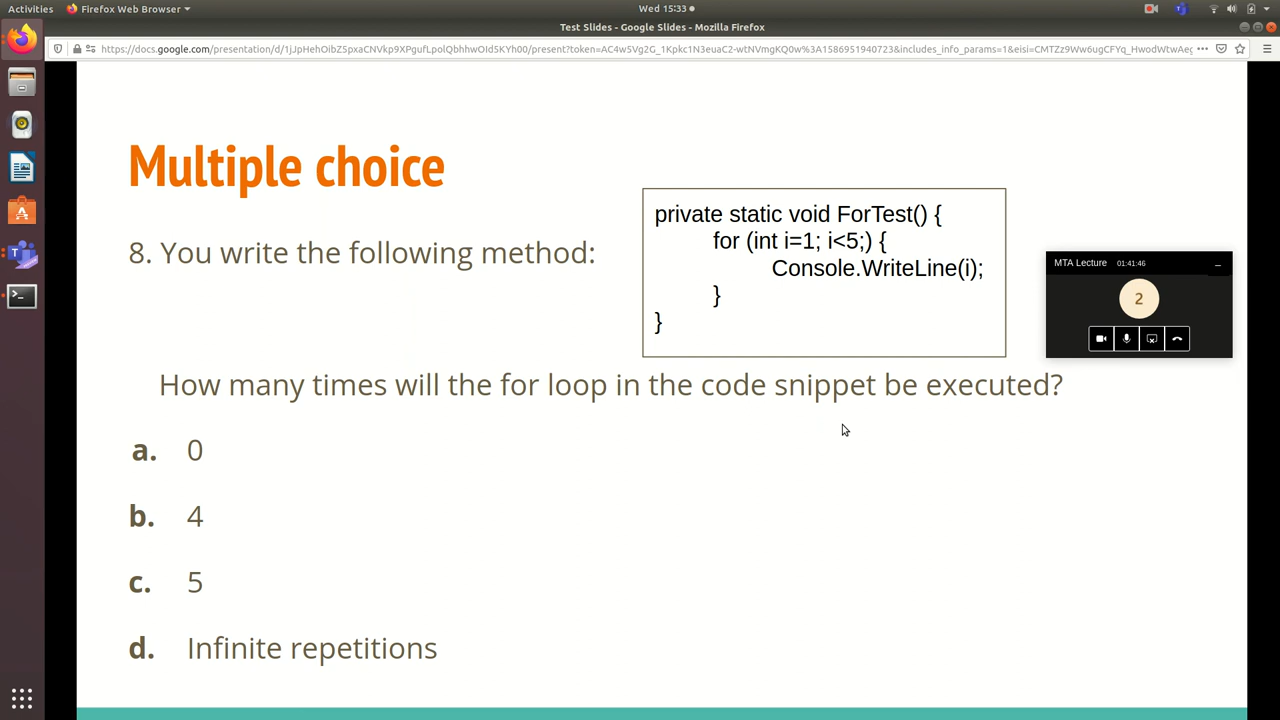 Activities
Firefox Web Browser
Wed 15:33
Test Slides - Google Slides - Mozilla Firefox
Multiple choice
8. You write the following method:
private static void ForTest() {
for (int i=1; i<5;) {
Console.WriteLine(i);
}
}
MTA Lecture 01:41:46
2
How many times will the for loop in the code snippet be executed?
a. 0
b. 4
c. 5
d. Infinite repetitions